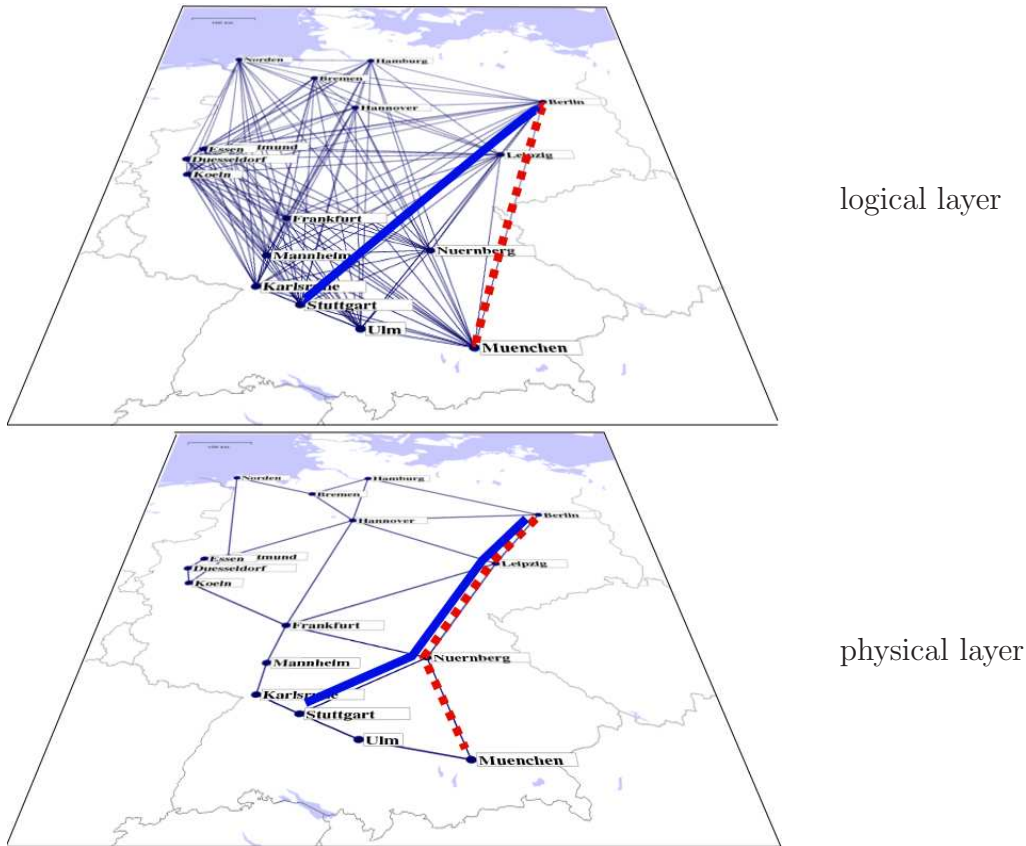 Norden
Hamburg
Bremen
Hannover
Berlin
Essen
tmund
Leipzig
Duesseldorf
Koeln
logical layer
Frankfurt
Nuernberg
Mannheim
Karlsruhe
Stuttgart
Ulm
Muenchen
Norden
Hamburg
Bremen
Hannover
Berlin
Essen
tmund
Leipzig
Duesseldorf
Koeln
Frankfurt
physical layer
Nuernberg
Mannheim
Karlsruhe
Stuttgart
Ulm
Muenchen